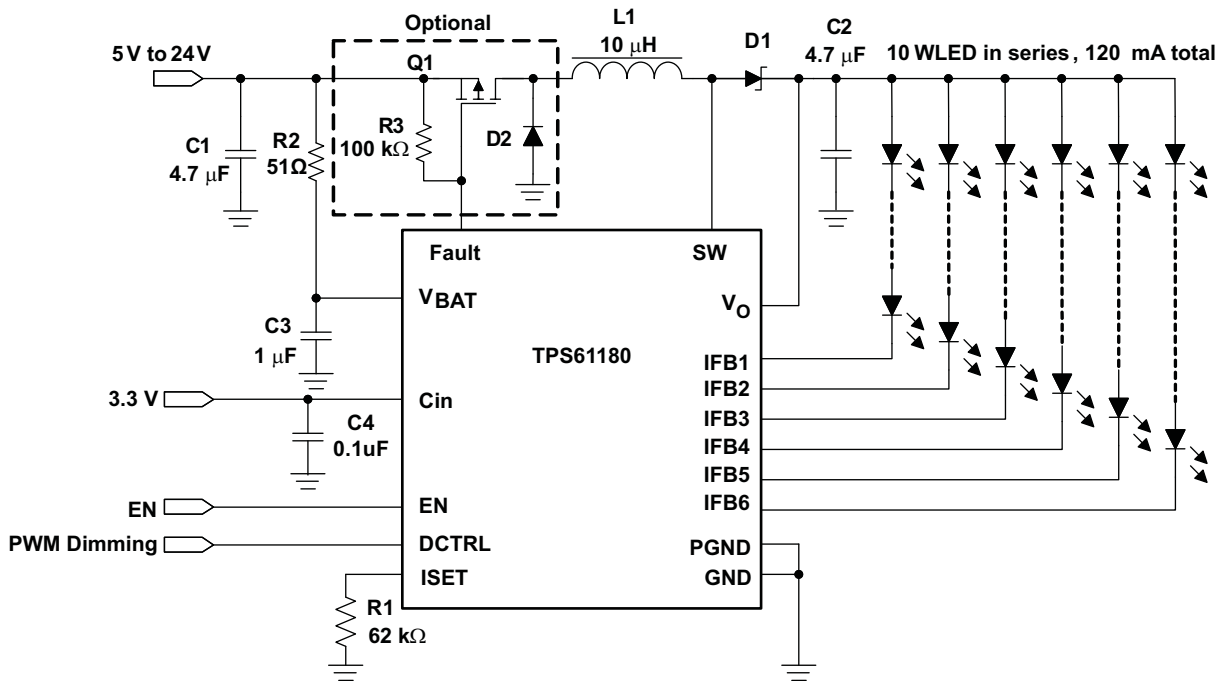 Optional
L1
10 μH
D1
C2
4.7 μF
10 WLED in series, 120 mA total
5 V to 24 V
Q1
C1
4.7 μF
R2
51Ω
R3
100 kΩ
D2
Fault
SW
VBAT
VO
C3
1 μF
TPS61180
IFB1
IFB2
IFB3
IFB4
IFB5
IFB6
3.3 V
Cin
C4
0.1uF
EN
EN
PWM Dimming
DCTRL
PGND
ISET
GND
R1
62 kΩ